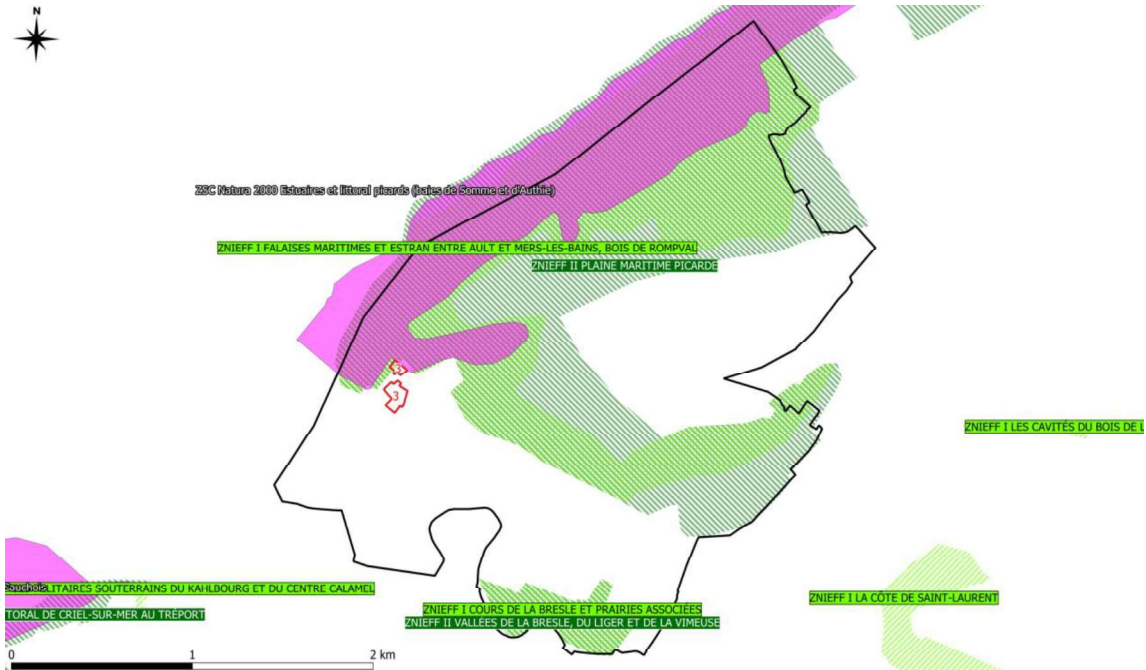 N
ZSC Natura 2000 Estuaires et littoral picards (baies de Somme et d'Authie)
ZNIEFF I FALAISES MARITIMES ET ESTRAN ENTRE AULT ET MERS-LES-BAINS, BOIS DE ROMPVAL
ZNIEFF II PLAINE MARITIME PICARDE
3
3
ZNIEFF I LES CAVITÉS DU BOIS DE L
Cauchois
LITAIRES SOUTERRAINS DU KAHLBOURG ET DU CENTRE CALAMEL
ZNIEFF I LA CÔTE DE SAINT-LAURENT
ZNIEFF I COURS DE LA BRESLE ET PRAIRIES ASSOCIÉES
TORAL DE CRIEL-SUR-MER AU TRÉPORT
ZNIEFF II VALLÉES DE LA BRESLE, DU LIGER ET DE LA VIMEUSE
0 1 2 km